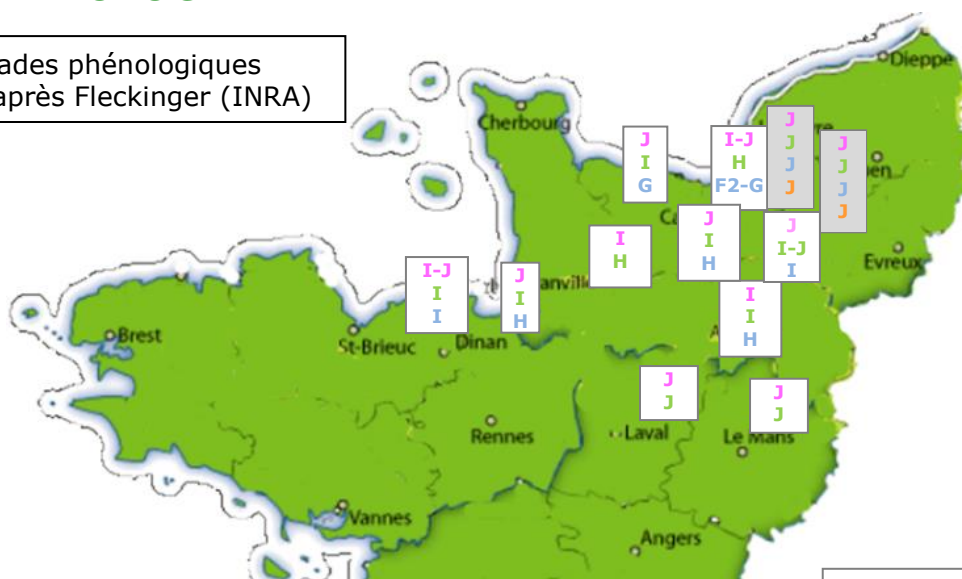 ades phénologiques
après Fleckinger (INRA)
Dieppe
Cherbourg
J
I
G
I-J
H
F2-G
J
J
J
J
J
J
J
J
J
I
H
J
I-J
I
I
H
Evreux
I-J
I
I
J
I
H
I
I
H
Brest
St-Brieuc
Dinan
J
J
J
J
Rennes
Laval
Le Mans
Vannes
Angers